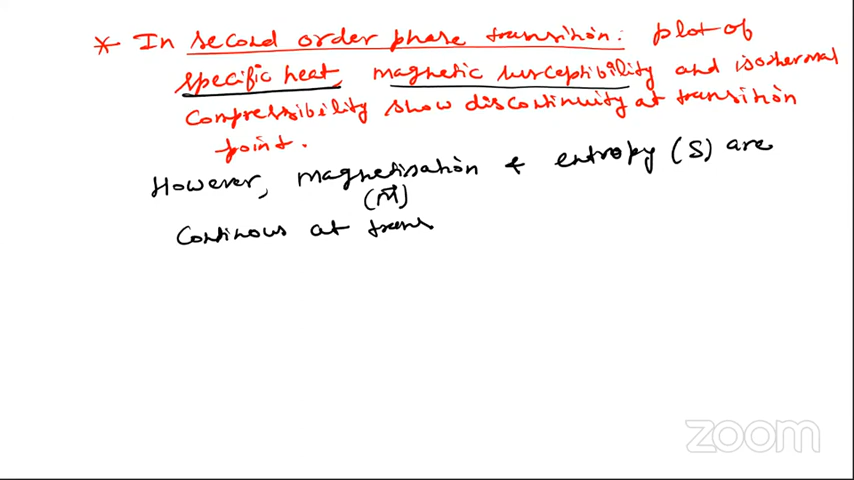 * In second order phase transition: plot of
specific heat, magnetic susceptibility and isothermal
compressibility show discontinuity at transition
point.
However, magnetisation & entropy (S) are
(M⃗)
Continous at trans
zoom